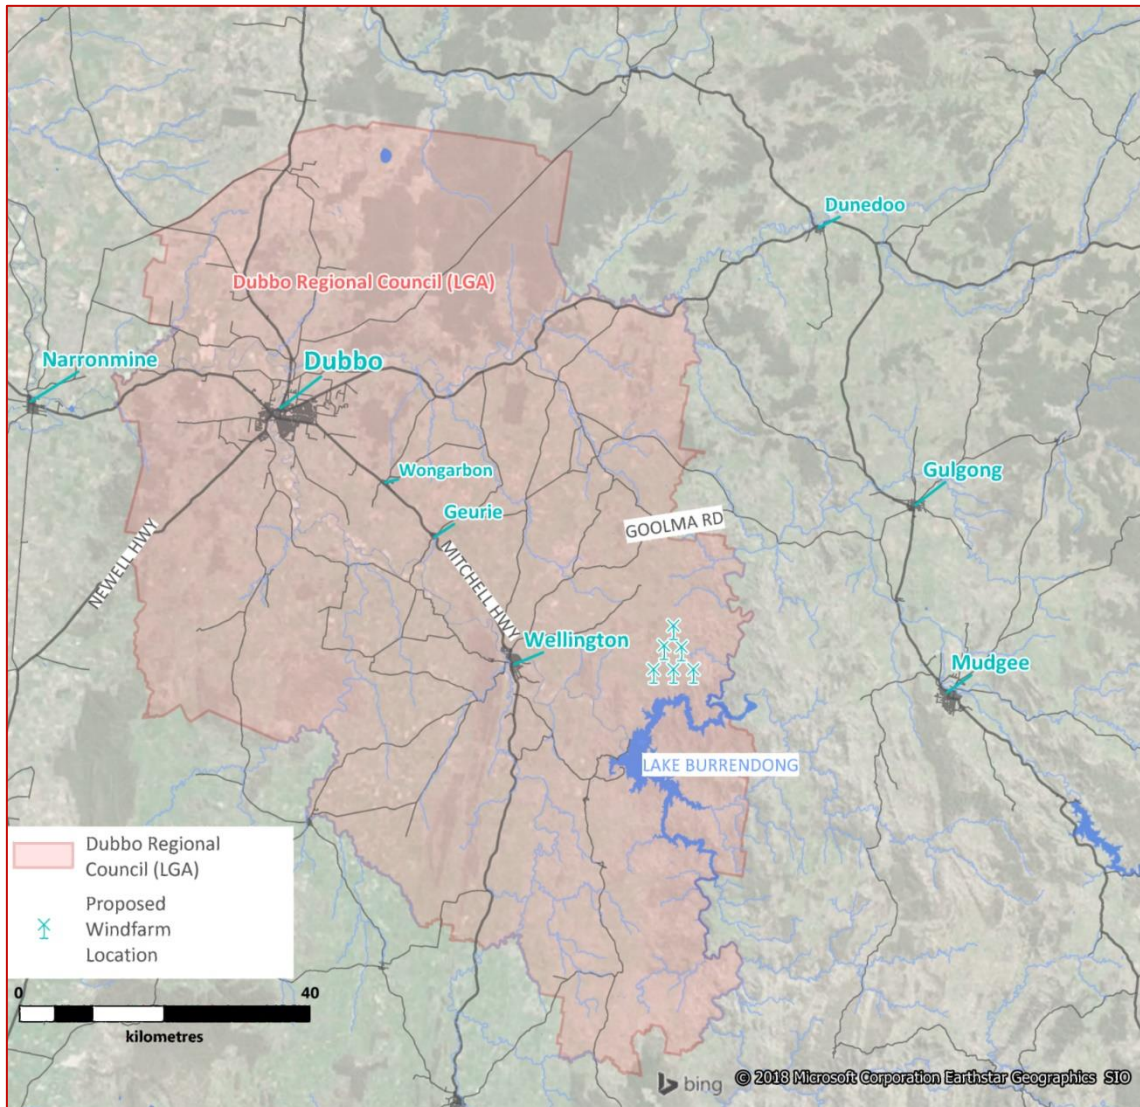 Dunedoo
Dubbo Regional Council (LGA)
Narronmine
Dubbo
Wongarbon
Gulgong
Geurie
GOOLMA RD
NEWELL HWY
MITCHELL HWY
Wellington
Mudgee
LAKE BURRENDONG
Dubbo Regional
Council (LGA)
Proposed
Windfarm
Location
0 40
kilometres
bing © 2018 Microsoft Corporation Earthstar Geographics SIO